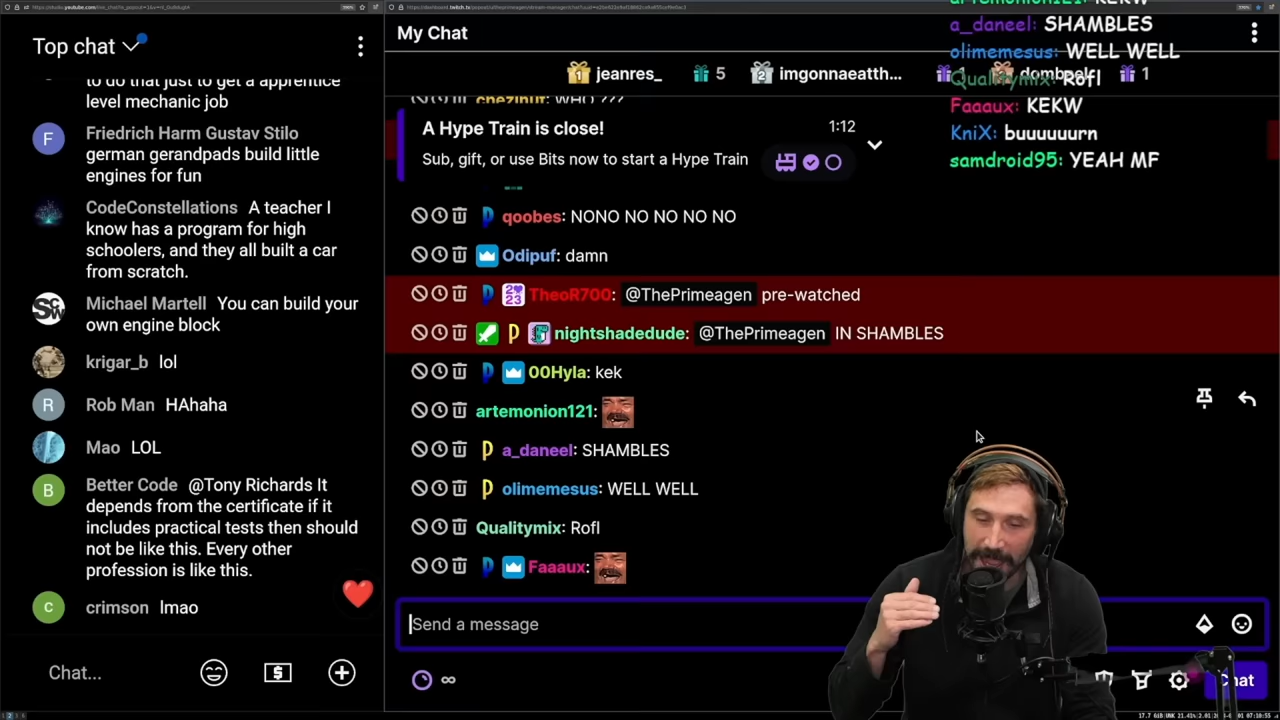 Top chat
to do that just to get a apprentice
level mechanic job
Friedrich Harm Gustav Stilo
german gerandpads build little
engines for fun
CodeConstellations A teacher I
know has a program for high
schoolers, and they all built a car
from scratch.
Michael Martell You can build your
own engine block
krigar_b lol
Rob Man HAhaha
Mao LOL
Better Code @Tony Richards It
depends from the certificate if it
includes practical tests then should
not be like this. Every other
profession is like this.
crimson lmao
Chat...
My Chat
jeanres_ 5 imgonnaeatth... 1
A Hype Train is close! 1:12
Sub, gift, or use Bits now to start a Hype Train
qoobes: NONO NO NO NO NO
Odipuf: damn
TheoR700: @ThePrimeagen pre-watched
nightshadedude: @ThePrimeagen IN SHAMBLES
00Hyla: kek
artemonion121:
a_daneel: SHAMBLES
olimemesus: WELL WELL
Qualitymix: Rofl
Faaaux:
Send a message
Chat
artemonion121: KEKW
a_daneel: SHAMBLES
olimemesus: WELL WELL
Qualitymix: Rofl
Faaaux: KEKW
KniX: buuuuuurn
samdroid95: YEAH MF